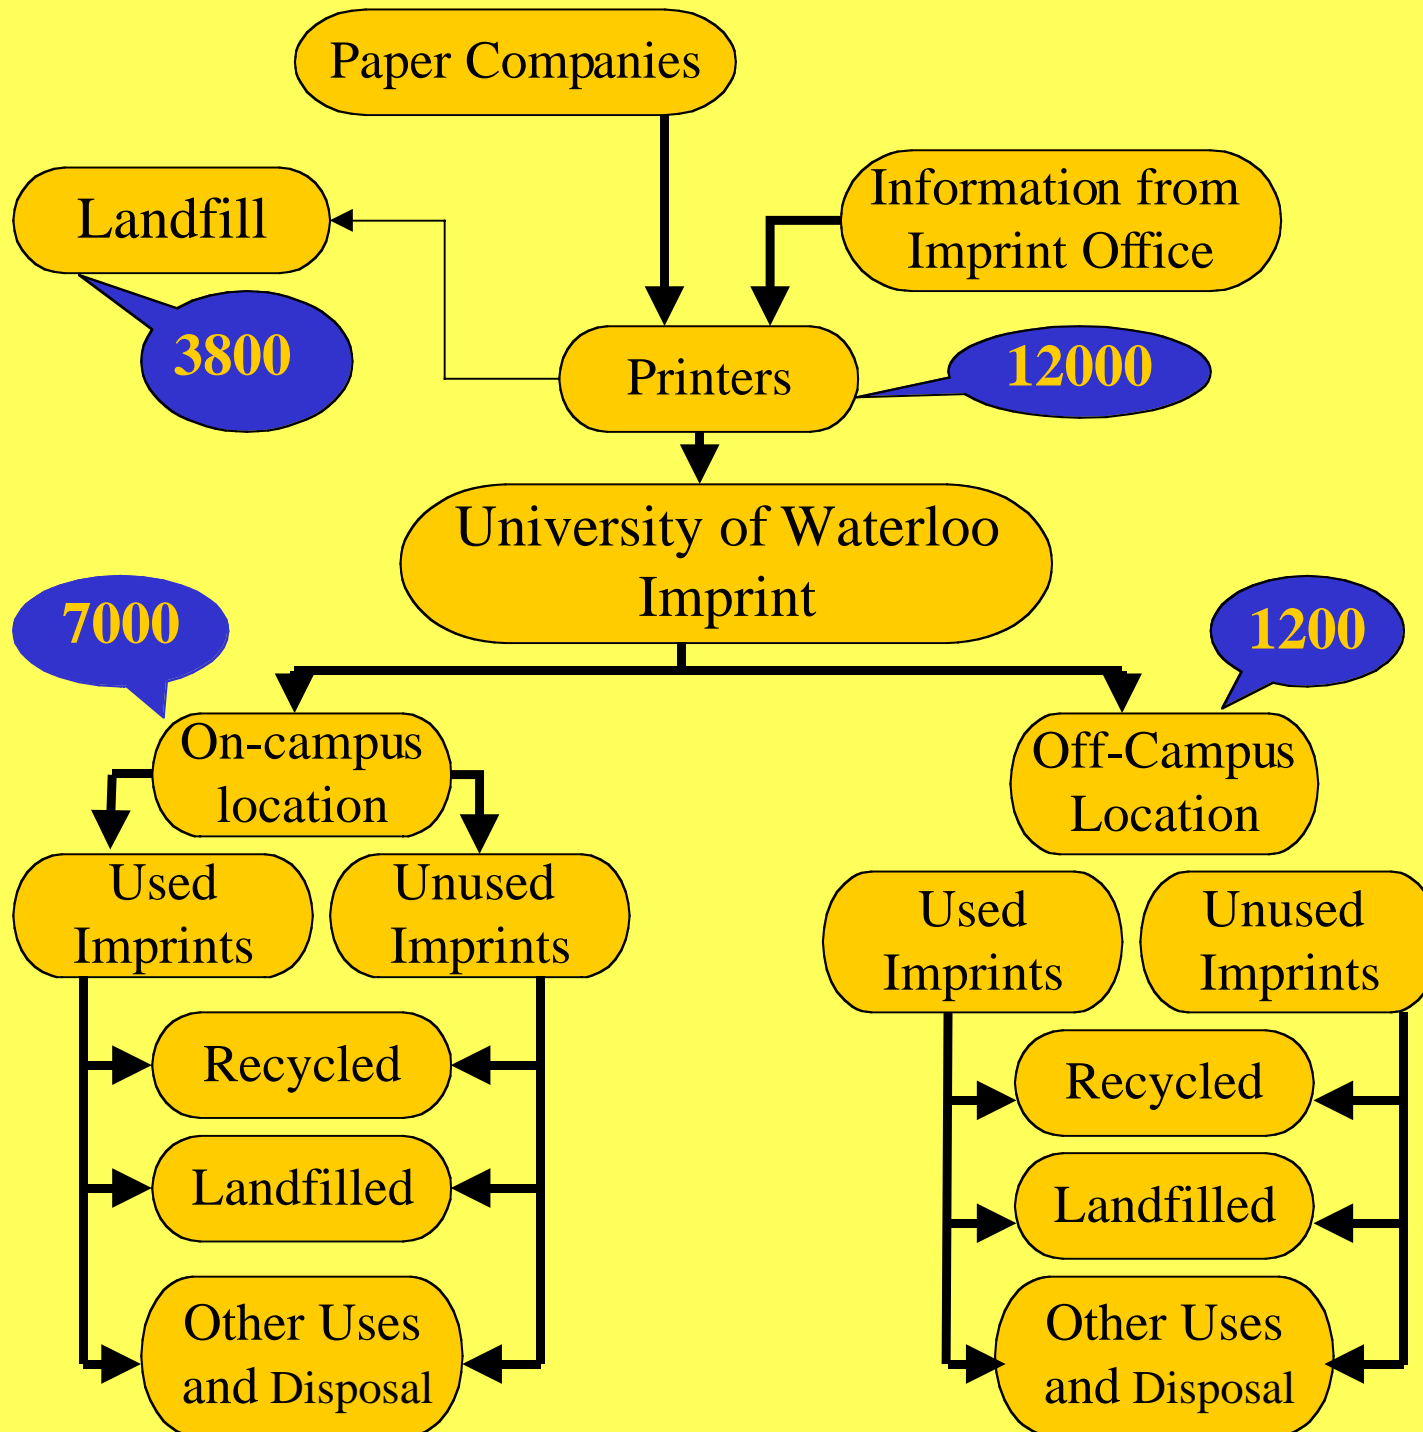 Paper Companies
Landfill
Information from
Imprint Office
3800
Printers
12000
University of Waterloo
Imprint
7000
1200
On-campus
location
Off-Campus
Location
Used
Imprints
Unused
Imprints
Used
Imprints
Unused
Imprints
Recycled
Landfilled
Other Uses
and Disposal
Recycled
Landfilled
Other Uses
and Disposal